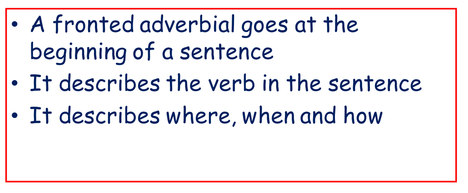 • A fronted adverbial goes at the
beginning of a sentence
• It describes the verb in the sentence
• It describes where, when and how